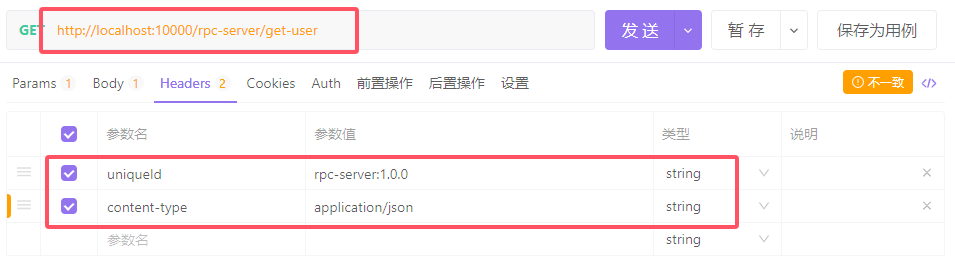 GET http://localhost:10000/rpc-server/get-user 发送 暂存 保存为用例
Params 1 Body 1 Headers 2 Cookies Auth 前置操作 后置操作 设置 不一致 </>
参数名 参数值 类型 说明
uniqueId rpc-server:1.0.0 string
content-type application/json string
参数名 string